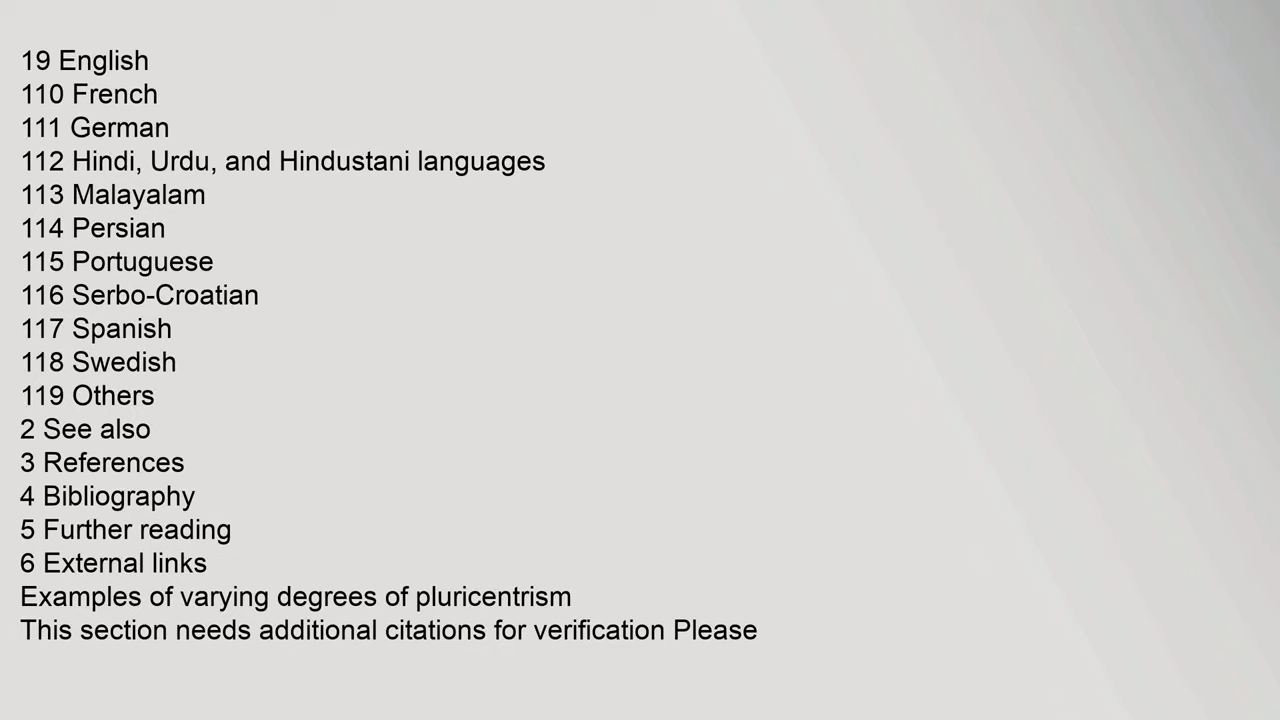 19 English
110 French
111 German
112 Hindi, Urdu, and Hindustani languages
113 Malayalam
114 Persian
115 Portuguese
116 Serbo-Croatian
117 Spanish
118 Swedish
119 Others
2 See also
3 References
4 Bibliography
5 Further reading
6 External links
Examples of varying degrees of pluricentrism
This section needs additional citations for verification Please